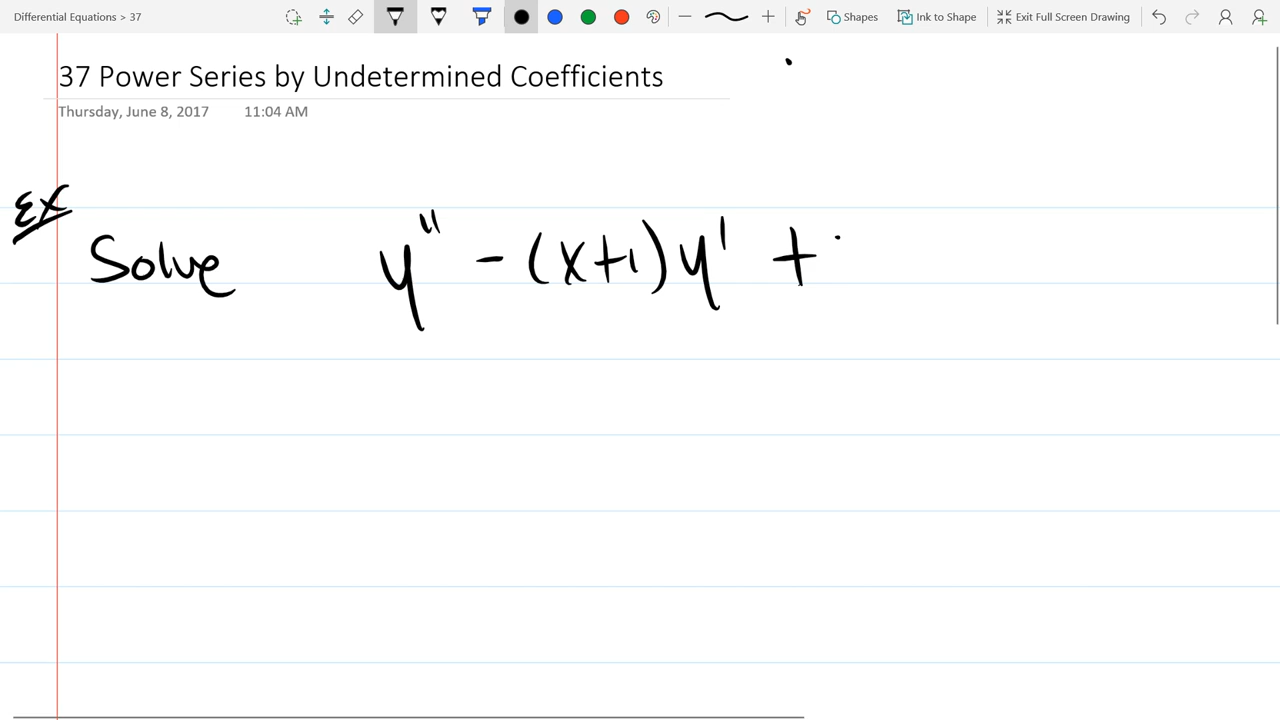 Differential Equations > 37
Shapes
Ink to Shape
Exit Full Screen Drawing
37 Power Series by Undetermined Coefficients
Thursday, June 8, 2017 11:04 AM
EX
Solve y'' - (x+1)y' +